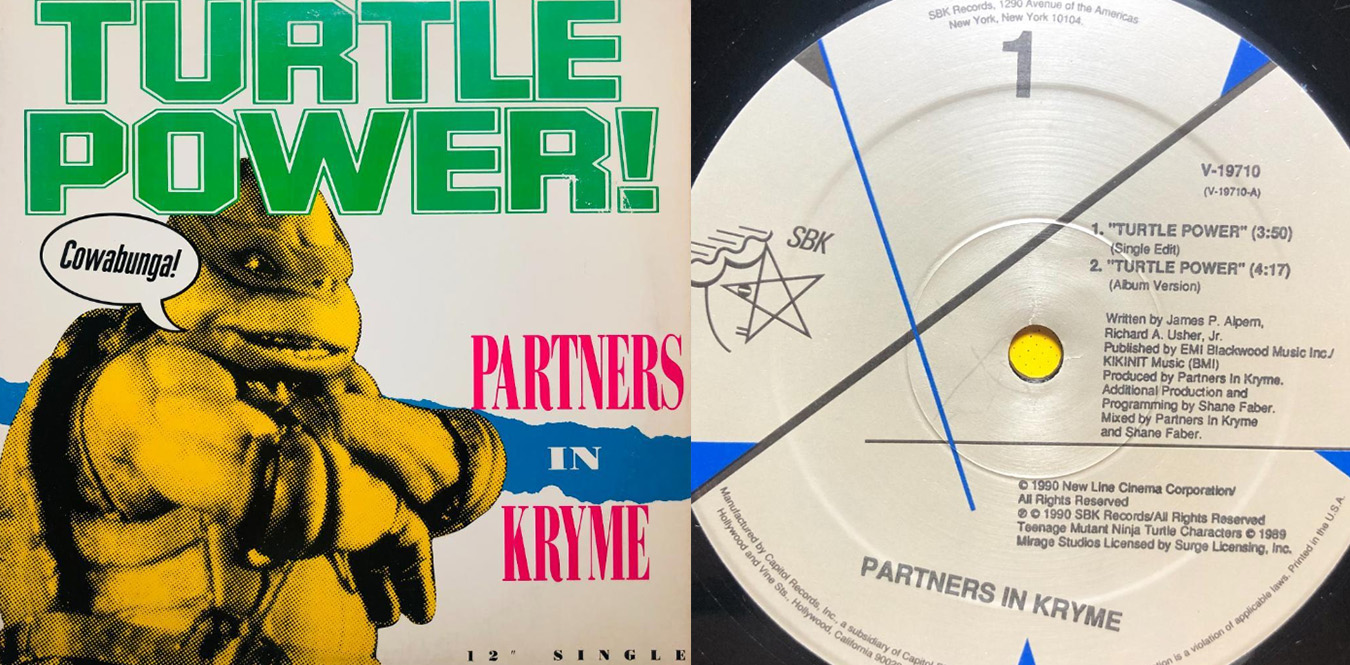 TURTLE
POWER!
Cowabunga!
PARTNERS
IN
KRYME
12" SINGLE
SBK Records, 1290 Avenue of the Americas
New York, New York 10104
1
V-19710
(V-19710-A)
SBK
1. "TURTLE POWER" (3:50)
(Single Edit)
2. "TURTLE POWER" (4:17)
(Album Version)
Written by James P. Alpern,
Richard A. Usher, Jr.
Published by EMI Blackwood Music Inc./
KIKINIT Music (BMI)
Produced by Partners In Kryme.
Additional Production and
Programming by Shane Faber.
Mixed by Partners In Kryme
and Shane Faber.
© 1990 New Line Cinema Corporation/
All Rights Reserved
℗ © 1990 SBK Records/All Rights Reserved
Teenage Mutant Ninja Turtle Characters © 1989
Mirage Studios Licensed by Surge Licensing, Inc.
PARTNERS IN KRYME
Manufactured by Capitol Records, Inc., a subsidiary of Capitol
Hollywood and Vine Sts., Hollywood, California
is a violation of applicable laws. Printed in the U.S.A.